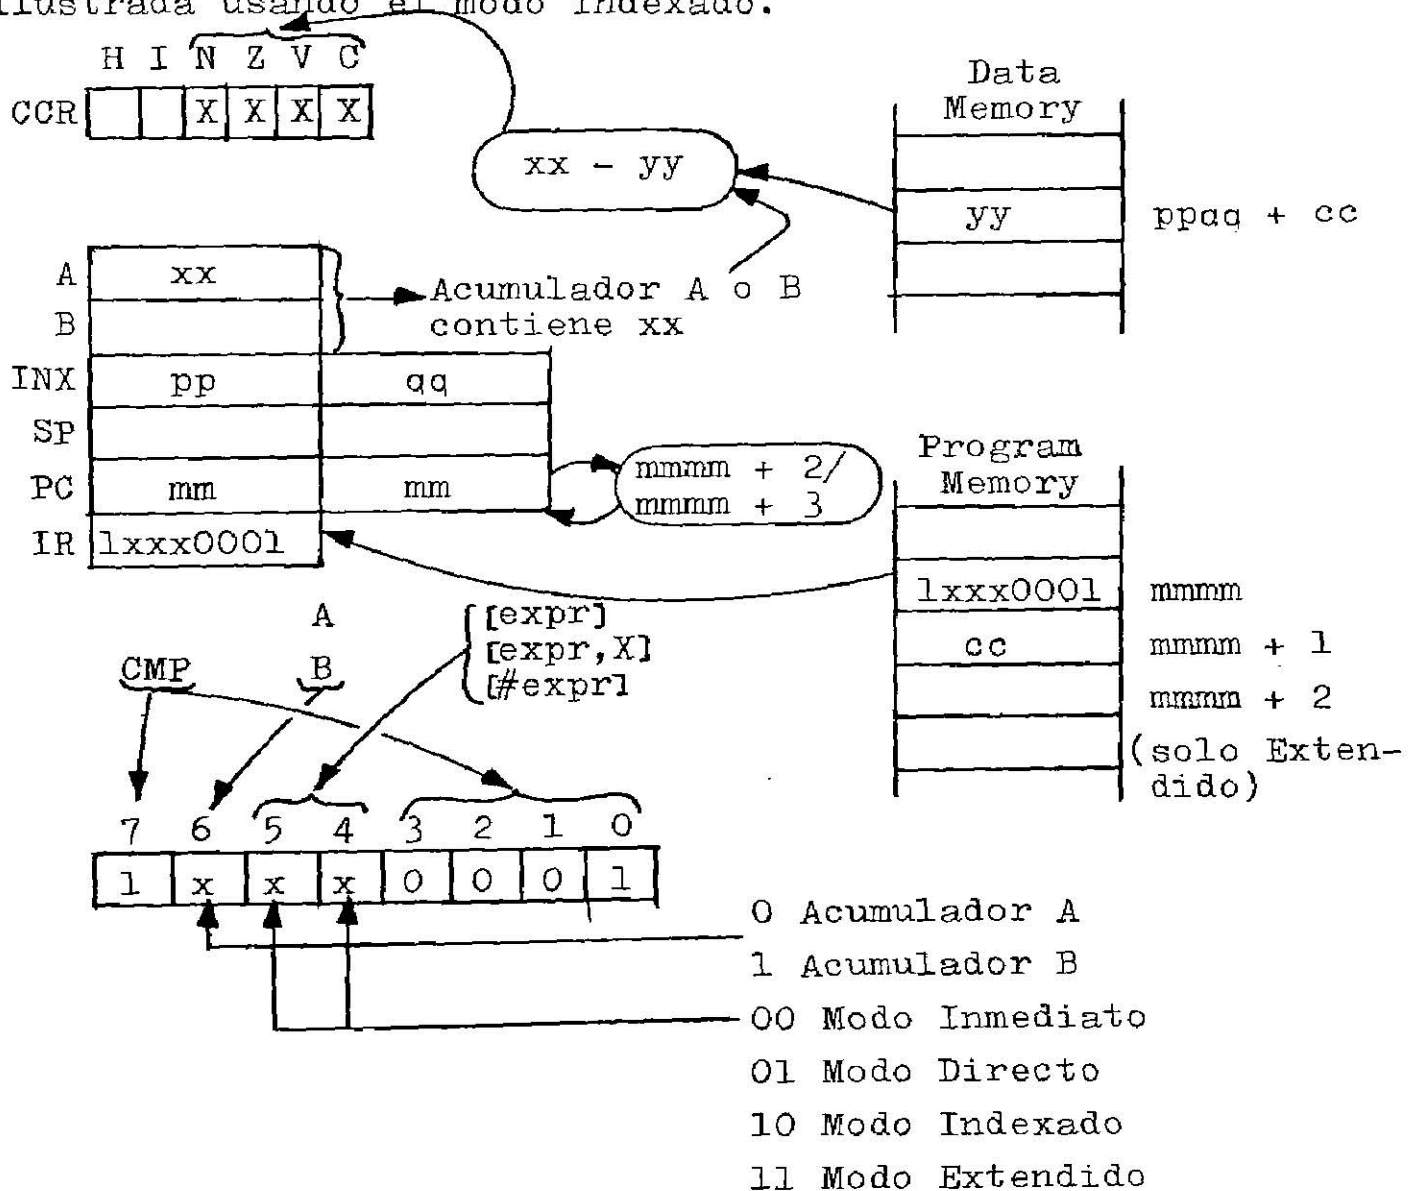 ilustrada usando el modo indexado.
H I N Z V C
CCR X X X X
Data
Memory
xx - yy
yy ppqq + cc
A xx
B
Acumulador A o B
contiene xx
INX pp qq
SP
PC mm mm
mmmm + 2/
mmmm + 3
IR 1xxx0001
Program
Memory
1xxx0001 mmmm
cc mmmm + 1
mmmm + 2
(solo Exten-
dido)
A
B
CMP
[expr]
[expr,X]
[#expr]
7 6 5 4 3 2 1 0
1 x x x 0 0 0 1
0 Acumulador A
1 Acumulador B
00 Modo Inmediato
01 Modo Directo
10 Modo Indexado
11 Modo Extendido